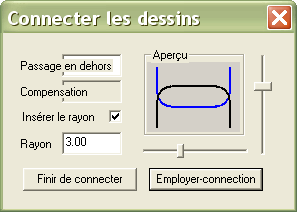 Connecter les dessins
Passage en dehors
Aperçu
Compensation
Insérer le rayon
Rayon
3.00
Finir de connecter
Employer-connection